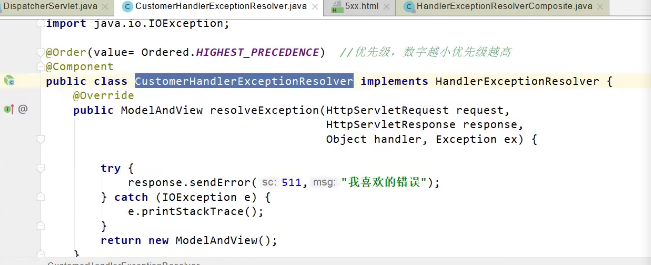 DispatcherServlet.java CustomerHandlerExceptionResolver.java 5xx.html HandlerExceptionResolverComposite.java
import java.io.IOException;
@Order(value= Ordered.HIGHEST_PRECEDENCE) //优先级，数字越小优先级越高
@Component
public class CustomerHandlerExceptionResolver implements HandlerExceptionResolver {
@Override
public ModelAndView resolveException(HttpServletRequest request,
HttpServletResponse response,
Object handler, Exception ex) {
try {
response.sendError( sc: 511, msg: "我喜欢的错误");
} catch (IOException e) {
e.printStackTrace();
}
return new ModelAndView();
}
CustomerHandlerExceptionResolver